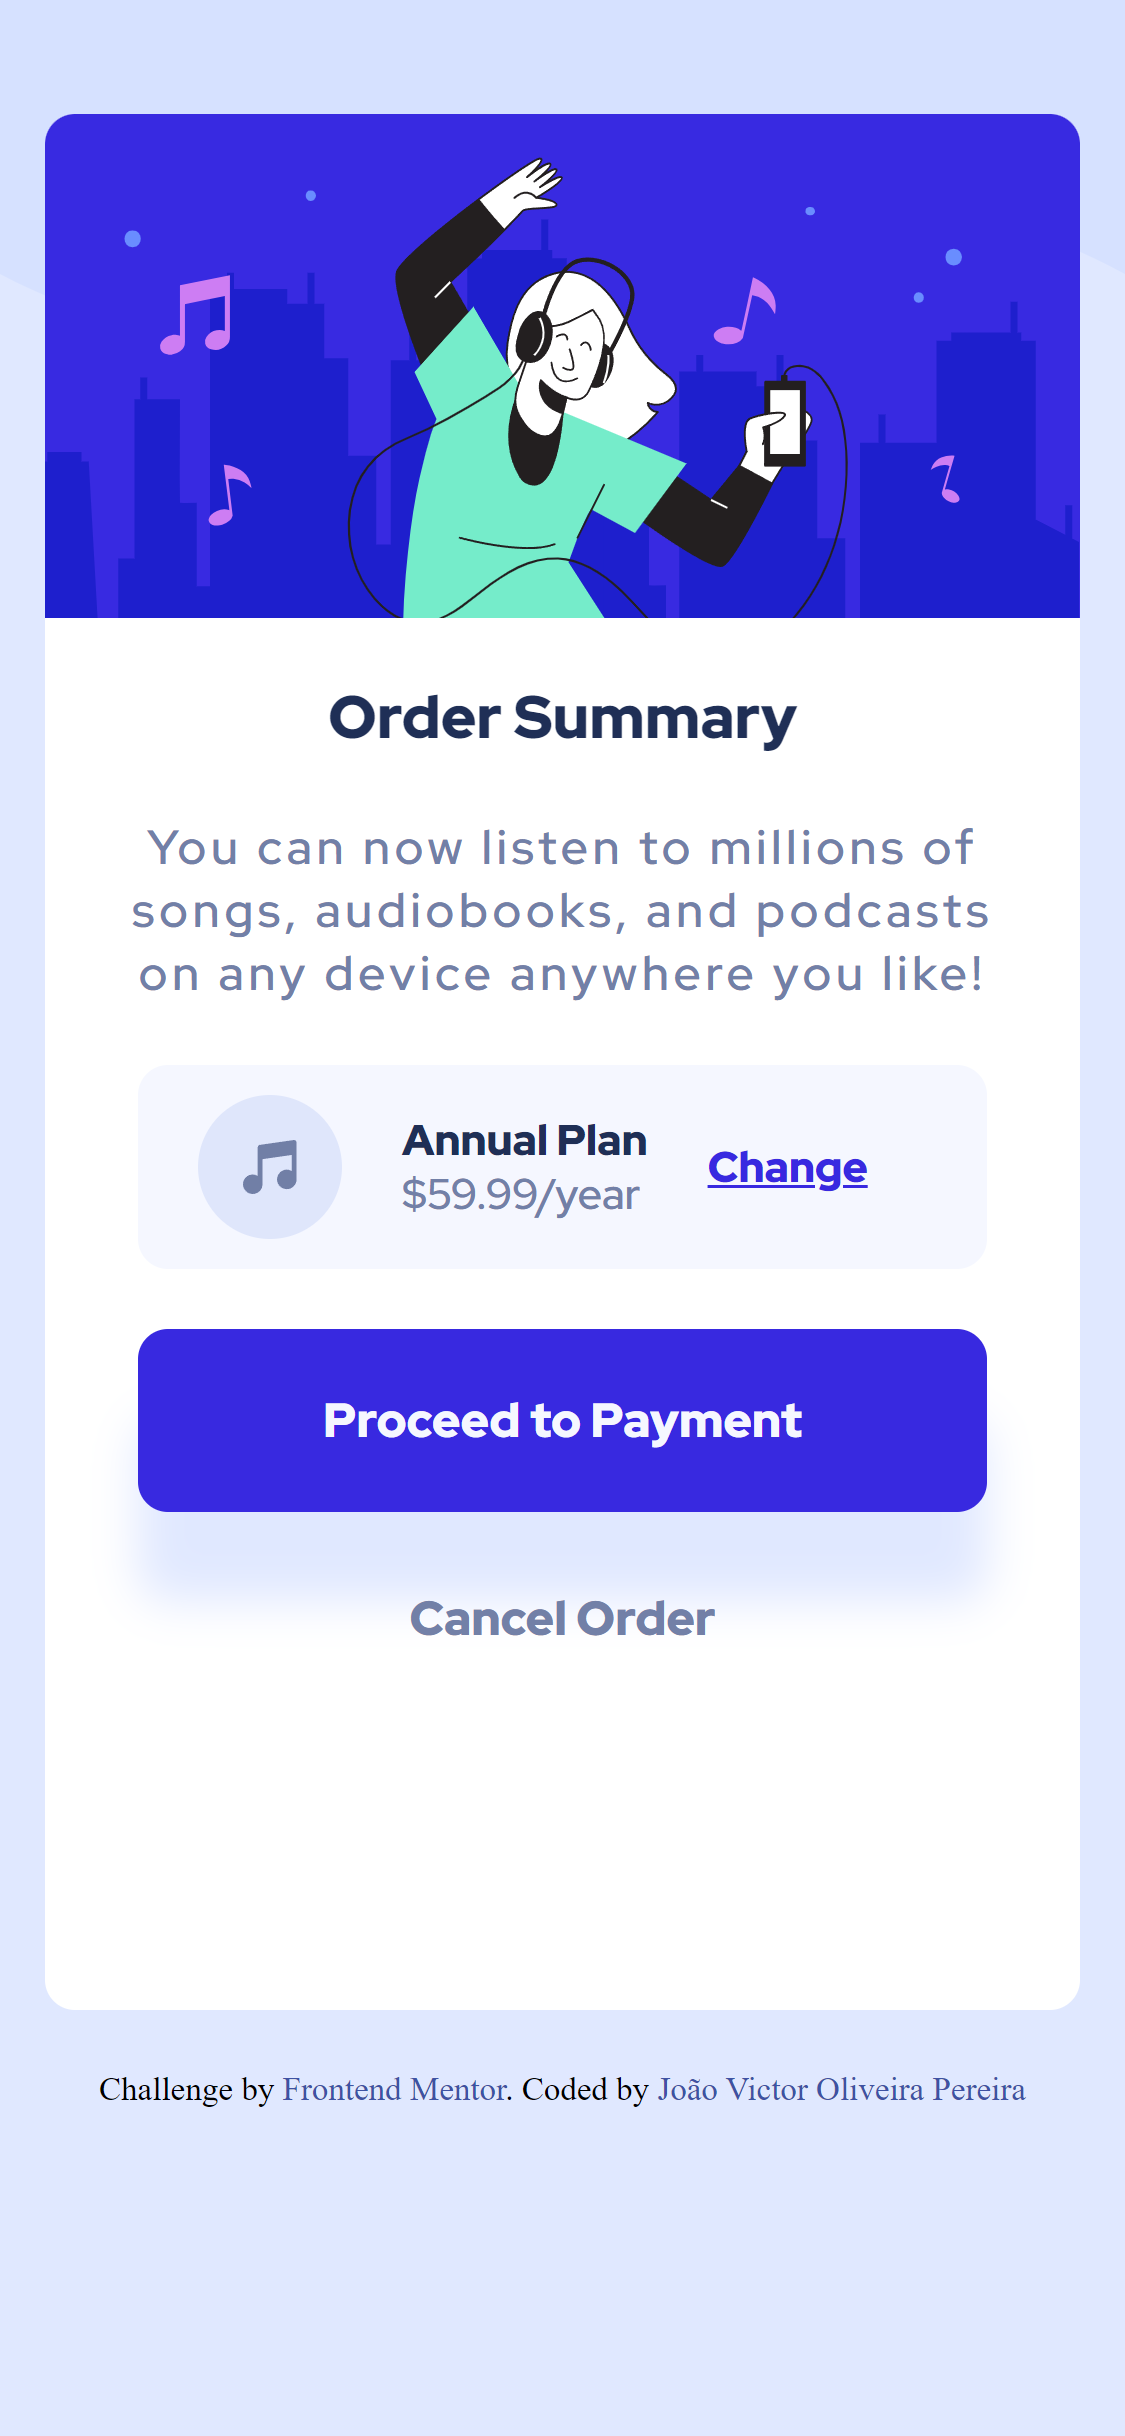 Order Summary
You can now listen to millions of
songs, audiobooks, and podcasts
on any device anywhere you like!
Annual Plan
$59.99/year
Change
Proceed to Payment
Cancel Order
Challenge by Frontend Mentor. Coded by João Victor Oliveira Pereira